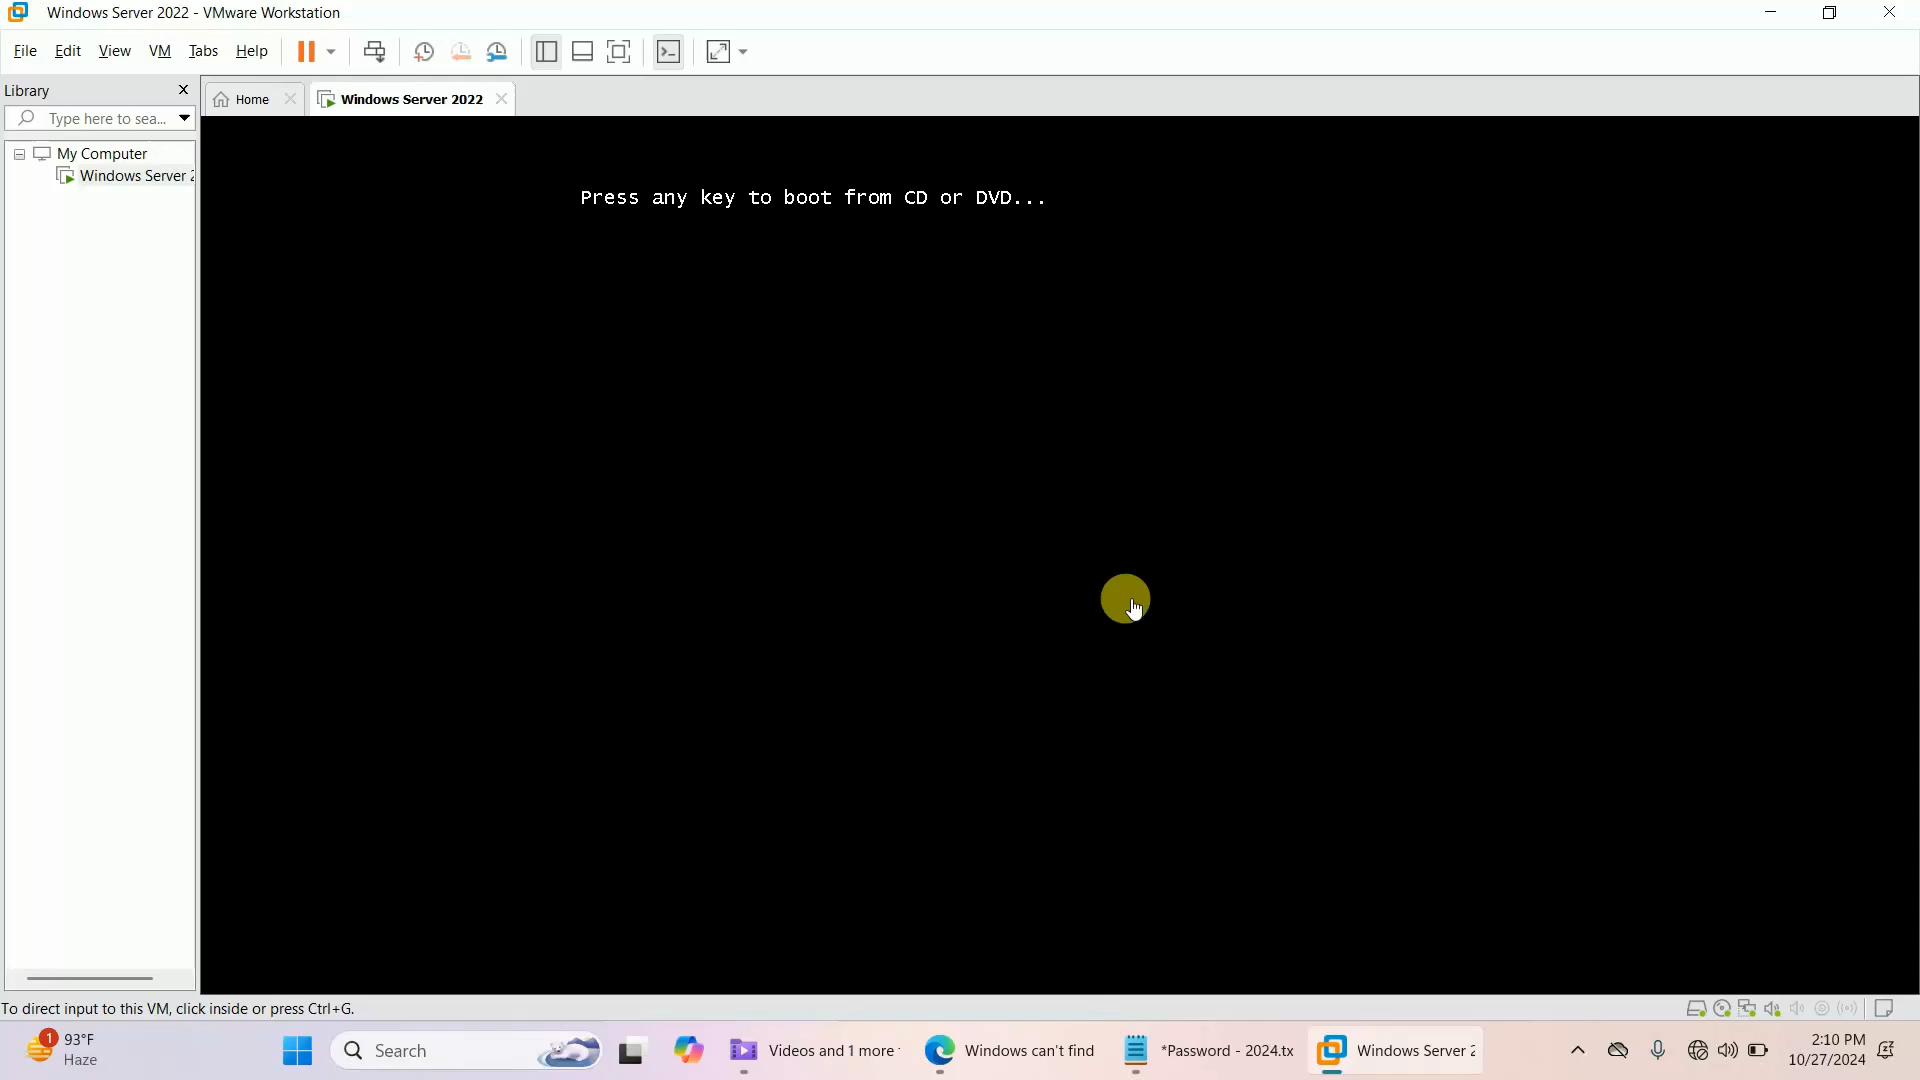 Windows Server 2022 - VMware Workstation
File Edit View VM Tabs Help
Library
Type here to sea...
Home
Windows Server 2022
My Computer
Windows Server 2
Press any key to boot from CD or DVD...
To direct input to this VM, click inside or press Ctrl+G.
1
93°F
Haze
Search
Videos and 1 more
Windows can't find
*Password - 2024.tx
Windows Server 2
2:10 PM
10/27/2024